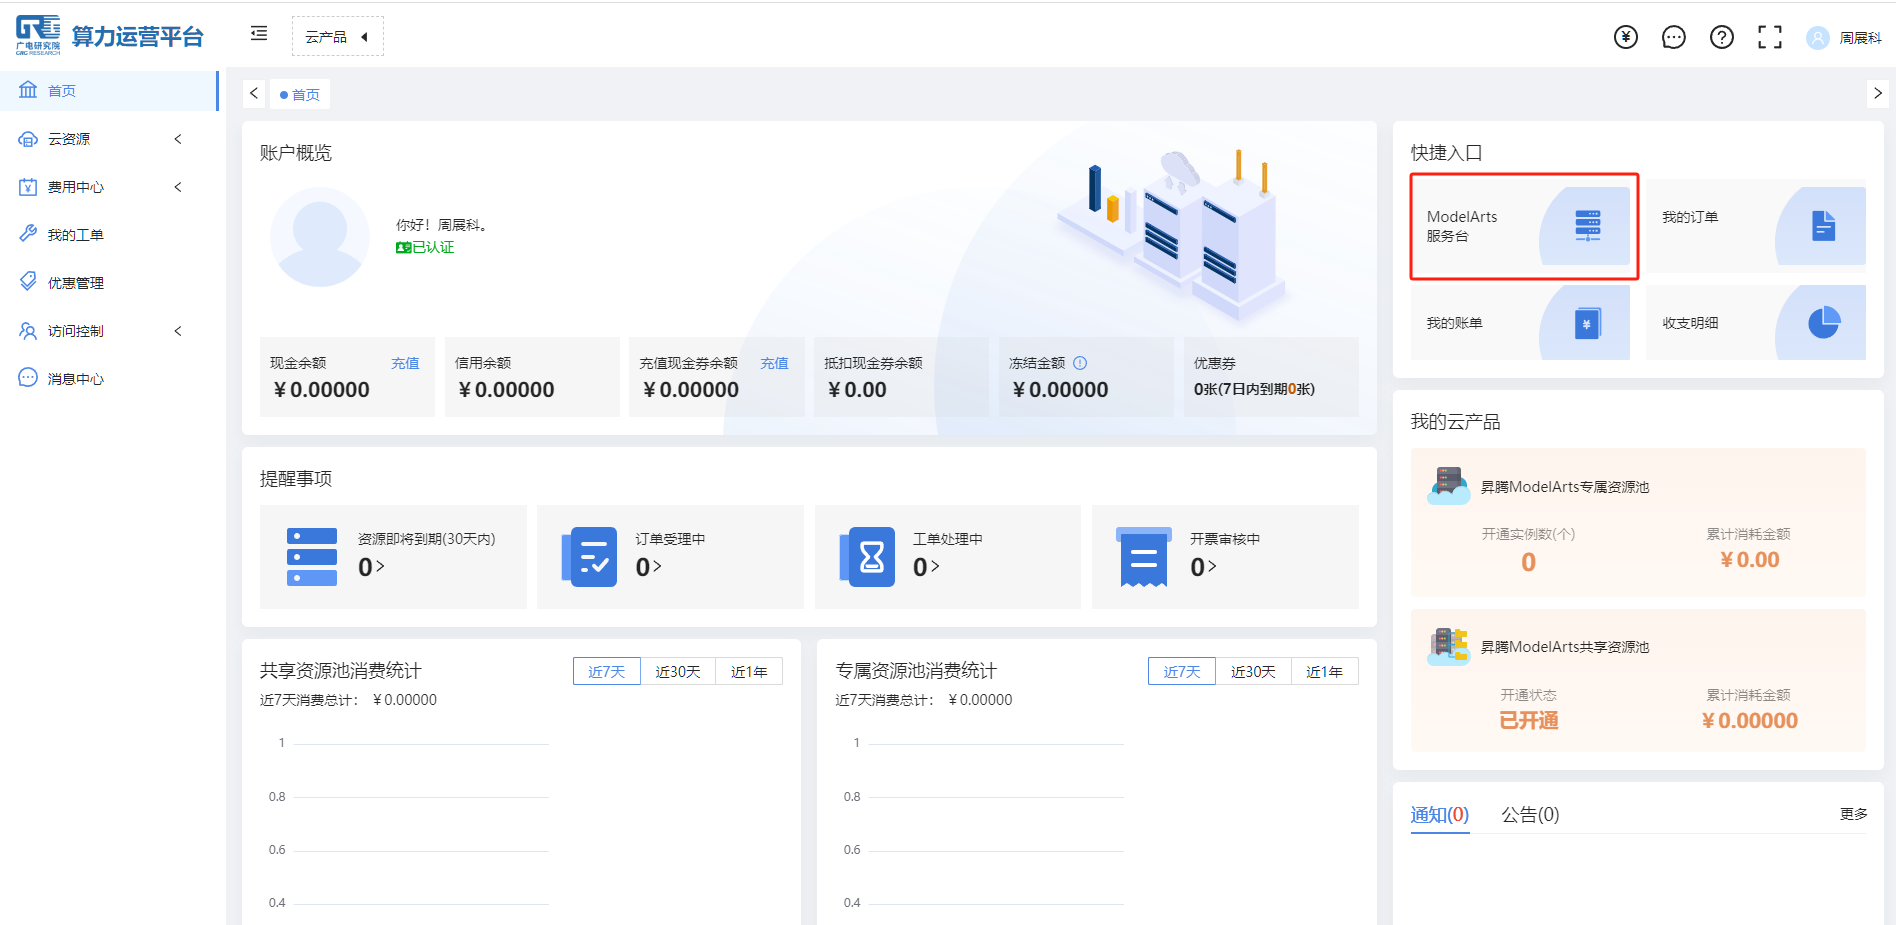 广电研究院
GRG RESEARCH
算力运营平台
云产品
周展科
首页
云资源
费用中心
我的工单
优惠管理
访问控制
消息中心
首页
账户概览
你好！周展科。
已认证
现金余额 充值
¥0.00000
信用余额
¥0.00000
充值现金券余额 充值
¥0.00000
抵扣现金券余额
¥0.00
冻结金额
¥0.00000
优惠券
0张(7日内到期0张)
提醒事项
资源即将到期(30天内)
0>
订单受理中
0>
工单处理中
0>
开票审核中
0>
共享资源池消费统计
近7天 近30天 近1年
近7天消费总计： ¥0.00000
1
0.8
0.6
0.4
专属资源池消费统计
近7天 近30天 近1年
近7天消费总计： ¥0.00000
1
0.8
0.6
0.4
快捷入口
ModelArts
服务台
我的订单
我的账单
收支明细
我的云产品
昇腾ModelArts专属资源池
开通实例数(个) 累计消耗金额
0 ¥0.00
昇腾ModelArts共享资源池
开通状态 累计消耗金额
已开通 ¥0.00000
通知(0) 公告(0) 更多